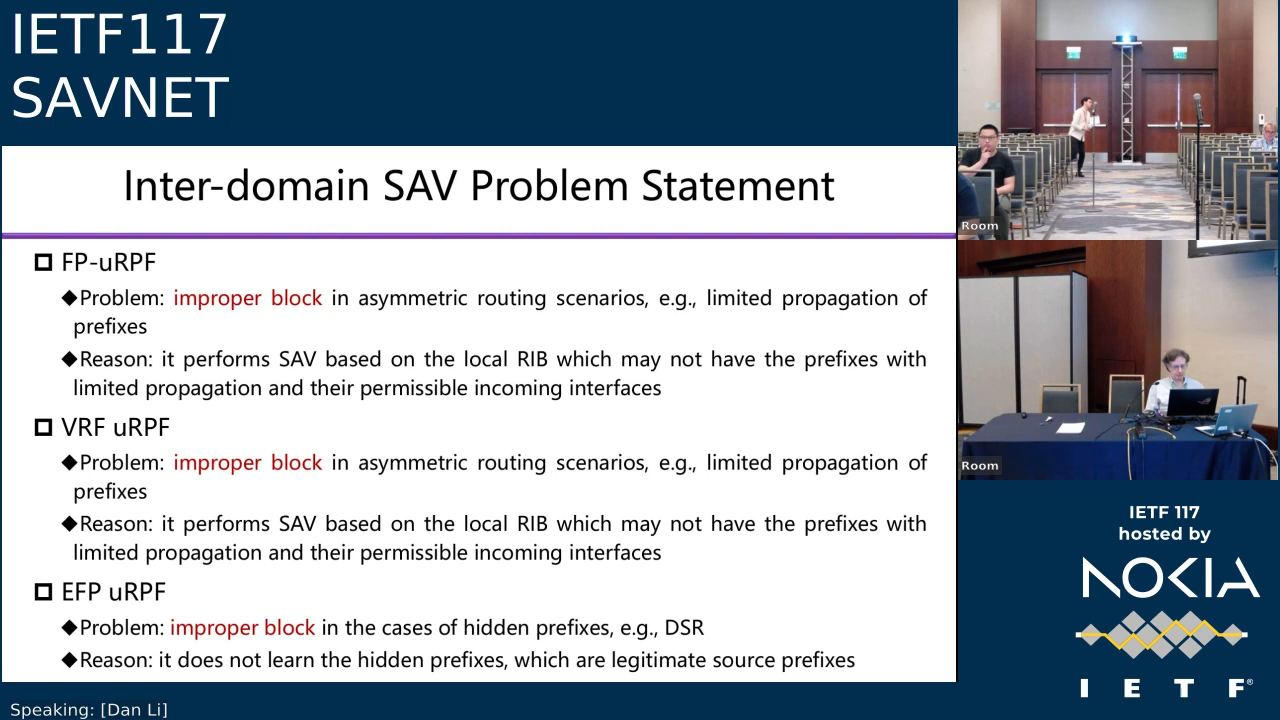 IETF117
SAVNET
Inter-domain SAV Problem Statement
FP-uRPF
Problem: improper block in asymmetric routing scenarios, e.g., limited propagation of
prefixes
Reason: it performs SAV based on the local RIB which may not have the prefixes with
limited propagation and their permissible incoming interfaces
VRF uRPF
Problem: improper block in asymmetric routing scenarios, e.g., limited propagation of
prefixes
Reason: it performs SAV based on the local RIB which may not have the prefixes with
limited propagation and their permissible incoming interfaces
EFP uRPF
Problem: improper block in the cases of hidden prefixes, e.g., DSR
Reason: it does not learn the hidden prefixes, which are legitimate source prefixes
Speaking: [Dan Li]
Room
Room
IETF 117
hosted by
NOKIA
I E T F®